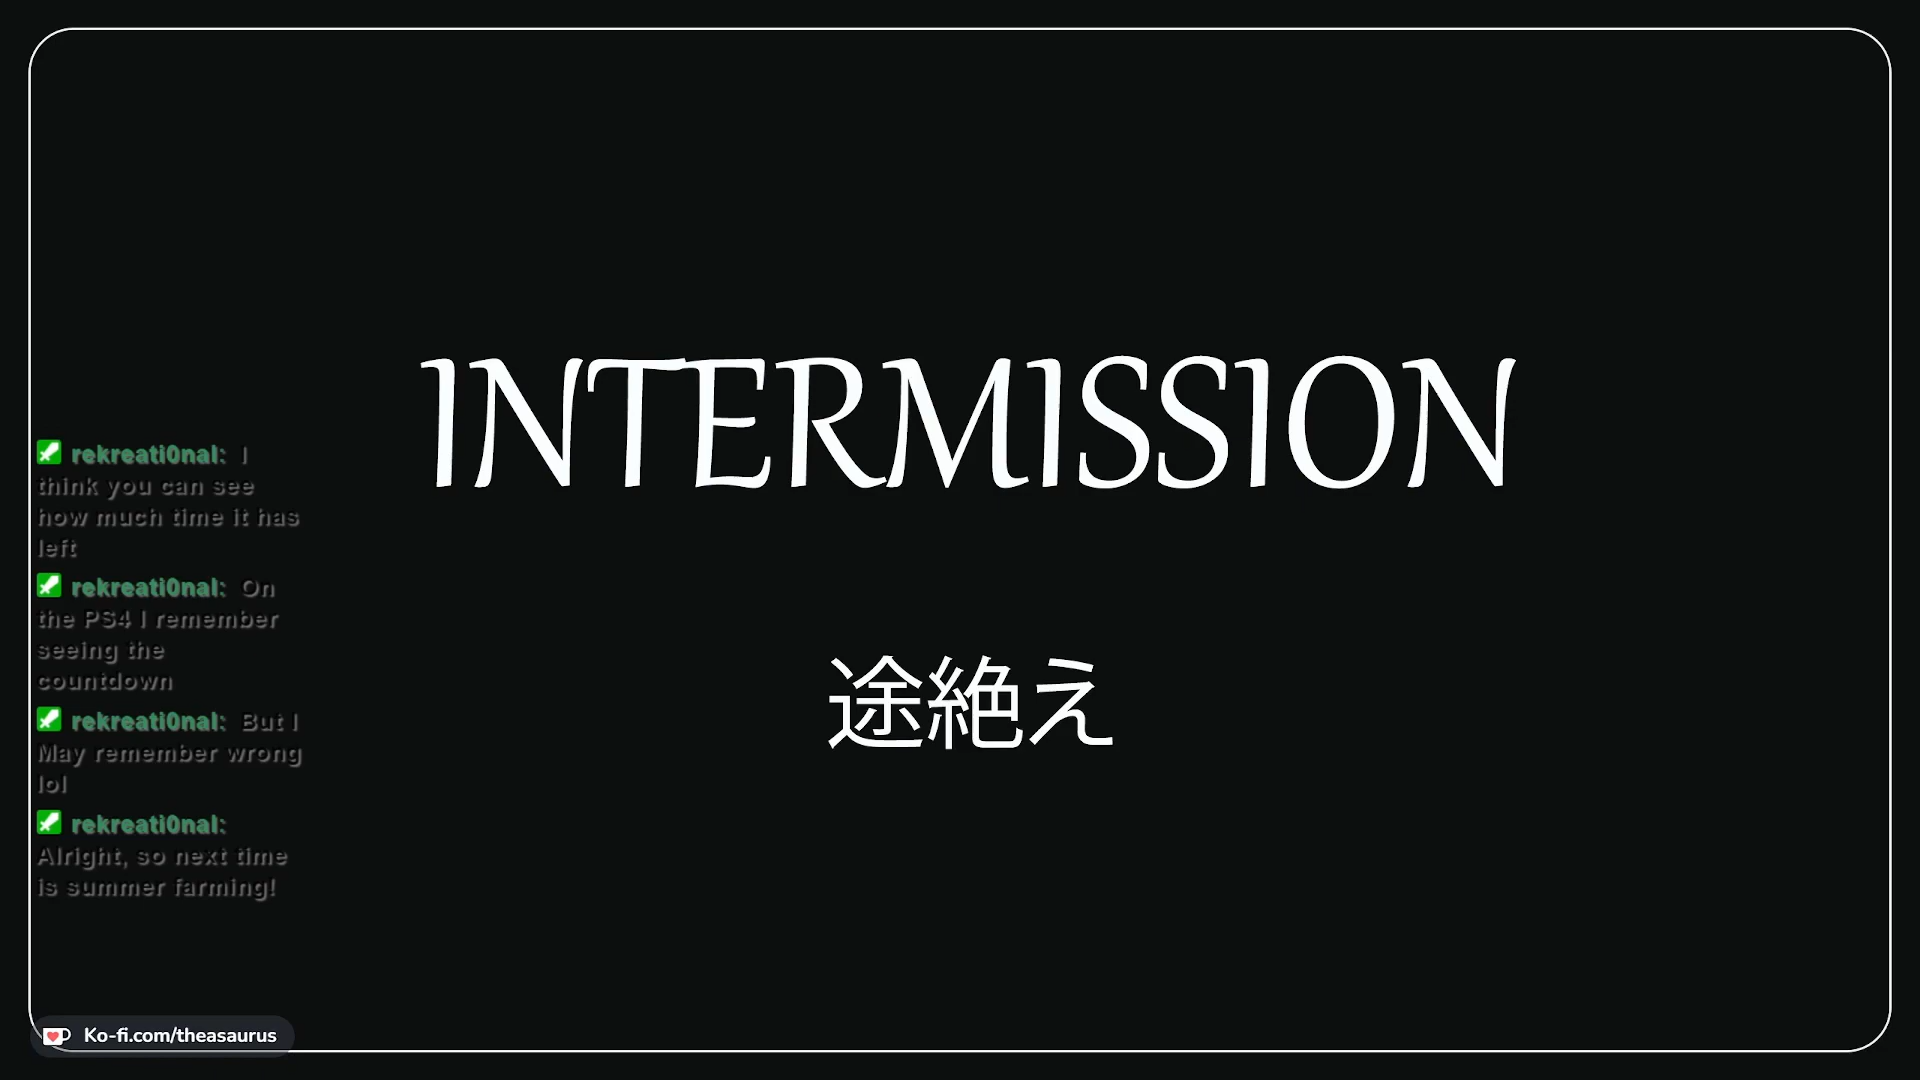 INTERMISSION
途絶え
rekreati0nal: I
think you can see
how much time it has
left
rekreati0nal: On
the PS4 I remember
seeing the
countdown
rekreati0nal: But I
May remember wrong
lol
rekreati0nal:
Alright, so next time
is summer farming!
Ko-fi.com/theasaurus